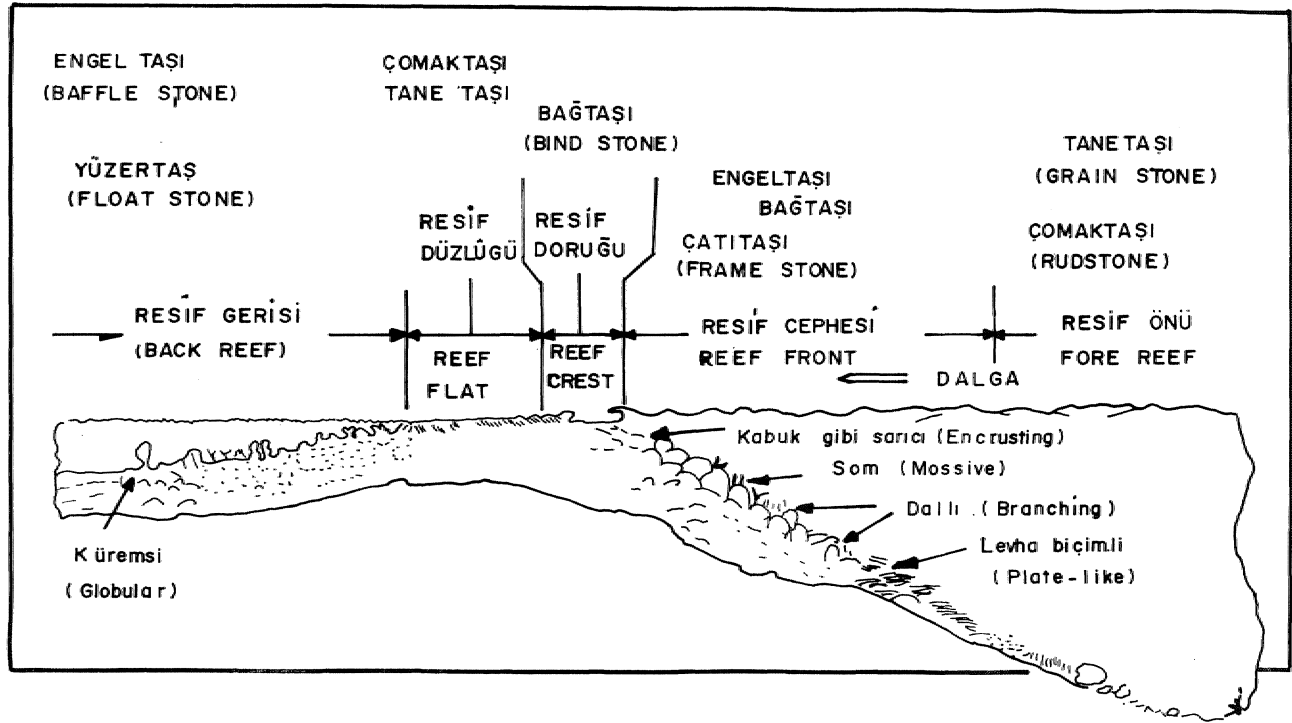 ENGEL TAŞI
(BAFFLE STONE)
YÜZERTAŞ
(FLOAT STONE)
ÇOMAKTAŞI
TANE TAŞI
BAĞTAŞI
(BIND STONE)
ENGELTAŞI
BAĞTAŞI
ÇATITAŞI
(FRAME STONE)
TANETAŞI
(GRAIN STONE)
ÇOMAKTAŞI
(RUDSTONE)
RESİF GERİSİ
(BACK REEF)
RESİF
DÜZLÜGÜ
REEF
FLAT
RESİF
DORUĞU
REEF
CREST
RESİF CEPHESİ
REEF FRONT
RESİF ÖNÜ
FORE REEF
DALGA
Kabuk gibi sarıcı (Encrusting)
Som (Mossive)
Dallı (Branching)
Levha biçimli
(Plate-like)
Küremsi
(Globular)